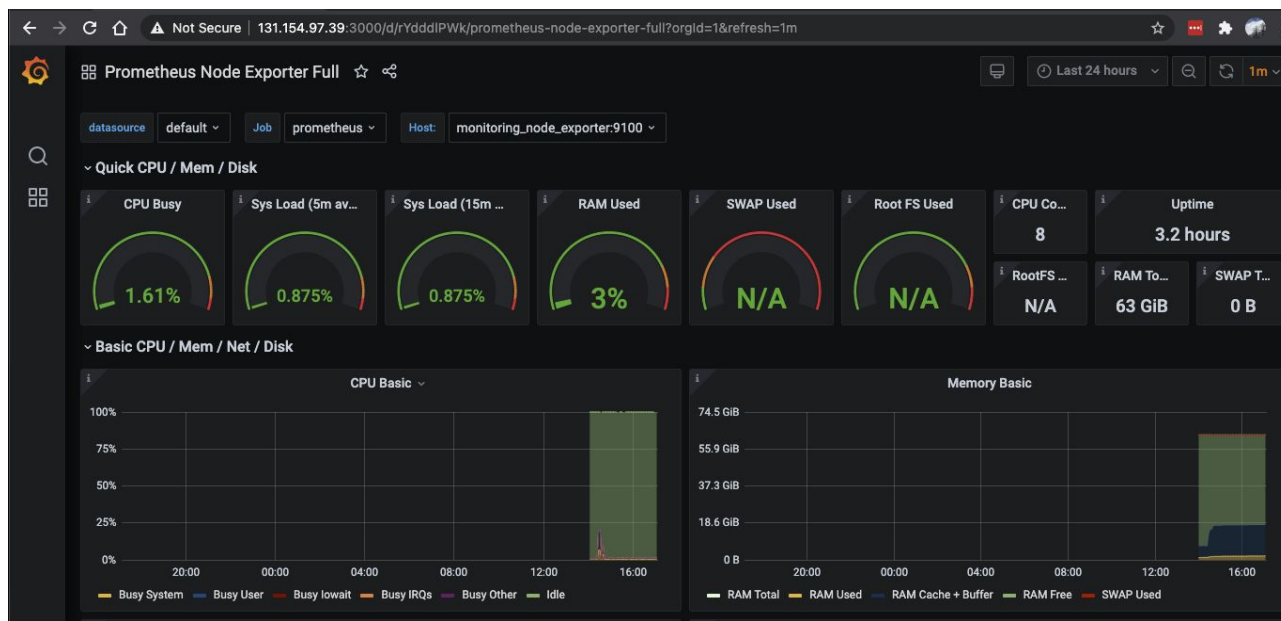 Not Secure | 131.154.97.39:3000/d/rYdddIPWk/prometheus-node-exporter-full?orgId=1&refresh=1m
Prometheus Node Exporter Full
Last 24 hours
1m
datasource default Job prometheus Host: monitoring_node_exporter:9100
Quick CPU / Mem / Disk
CPU Busy Sys Load (5m av... Sys Load (15m ... RAM Used SWAP Used Root FS Used CPU Co... Uptime
8 3.2 hours
1.61% 0.875% 0.875% 3% N/A N/A
RootFS ... RAM To... SWAP T...
N/A 63 GiB 0 B
Basic CPU / Mem / Net / Disk
CPU Basic
100%
75%
50%
25%
0%
20:00 00:00 04:00 08:00 12:00 16:00
Busy System Busy User Busy Iowait Busy IRQs Busy Other Idle
Memory Basic
74.5 GiB
55.9 GiB
37.3 GiB
18.6 GiB
0 B
20:00 00:00 04:00 08:00 12:00 16:00
RAM Total RAM Used RAM Cache + Buffer RAM Free SWAP Used